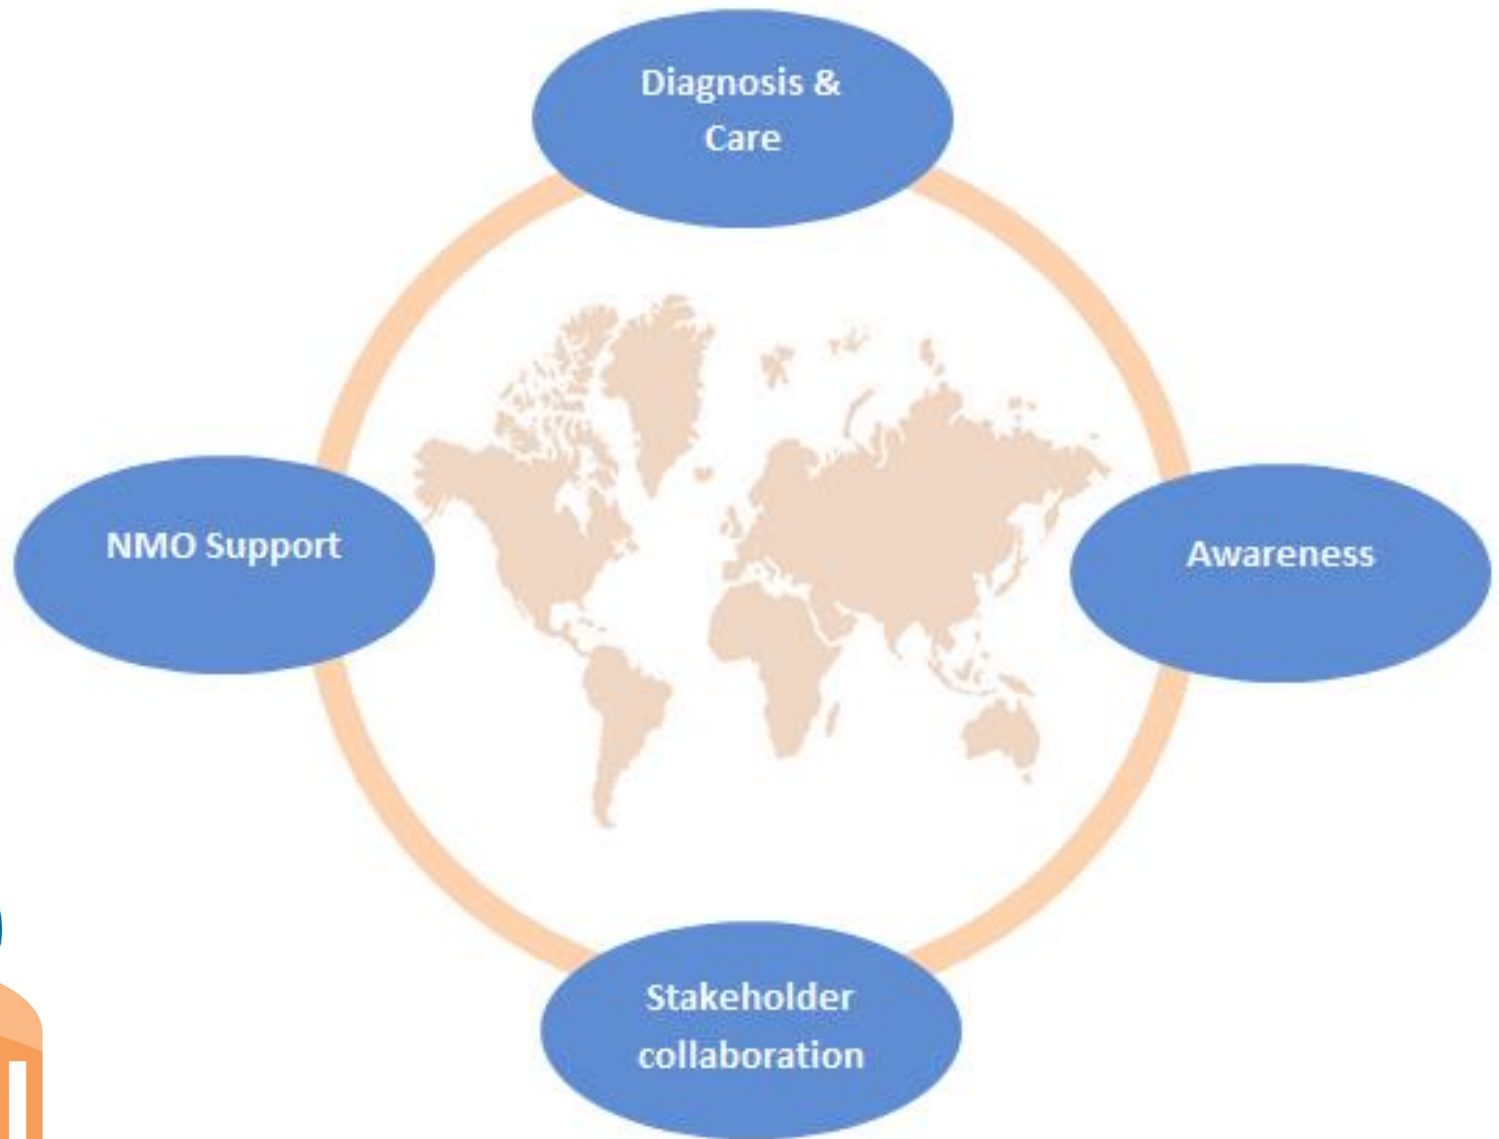 Diagnosis &
Care
NMO Support
Awareness
Stakeholder
collaboration